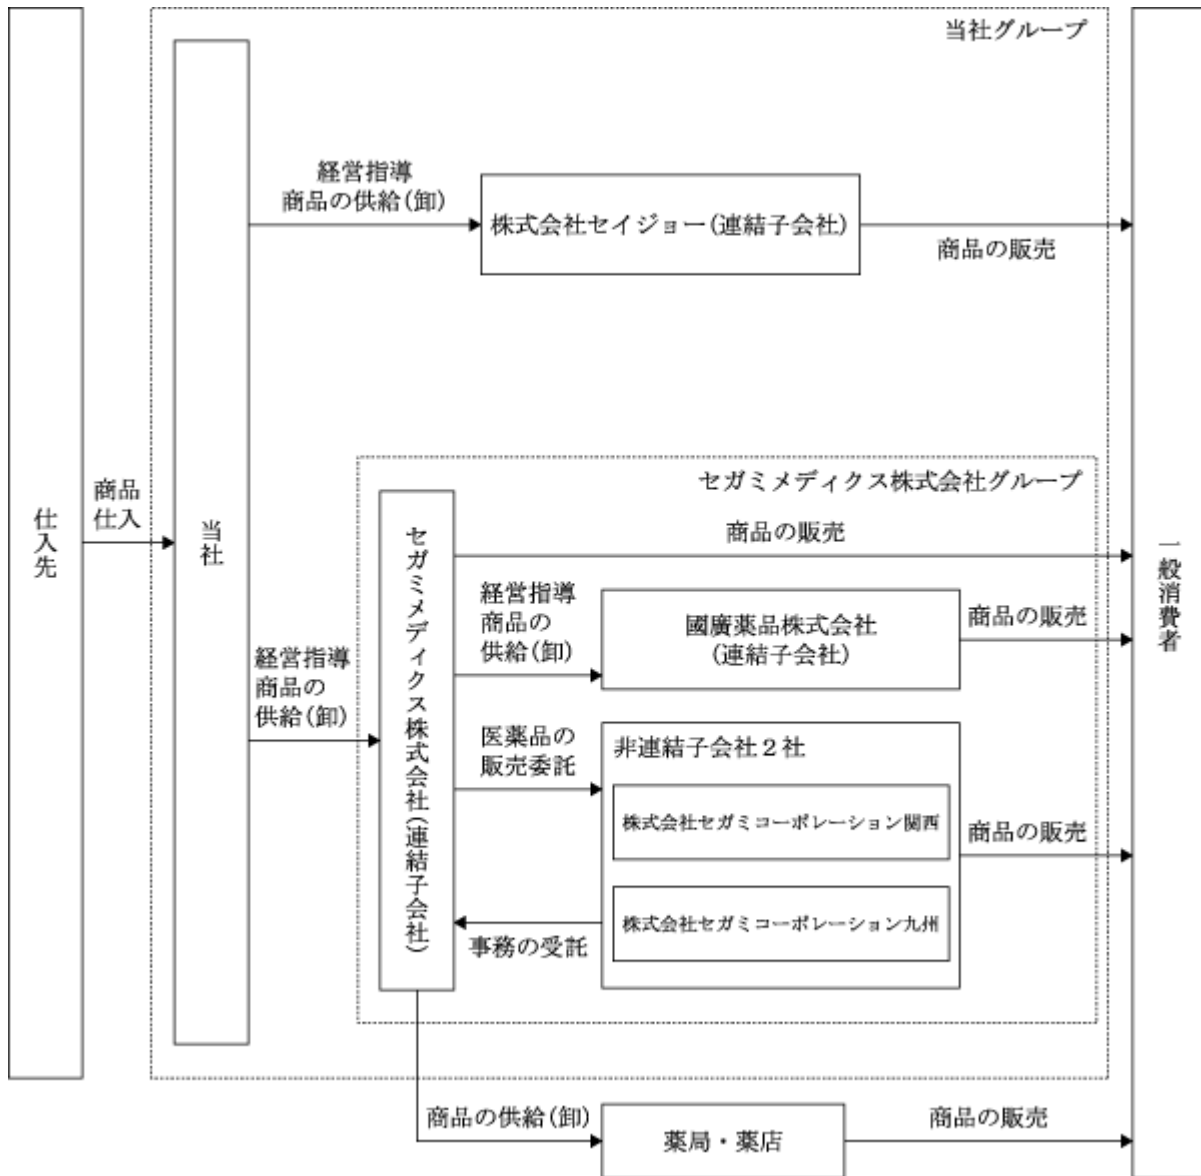 当社グループ
経営指導
商品の供給(卸)
株式会社セイジョー(連結子会社)
商品の販売
仕入先
商品
仕入
当社
経営指導
商品の
供給(卸)
セガミメディクス株式会社グループ
セガミメディクス株式会社(連結子会社)
商品の販売
経営指導
商品の
供給(卸)
國廣薬品株式会社
(連結子会社)
商品の販売
医薬品の
販売委託
非連結子会社2社
株式会社セガミコーポレーション関西
株式会社セガミコーポレーション九州
商品の販売
事務の受託
商品の供給(卸)
薬局・薬店
商品の販売
一般消費者